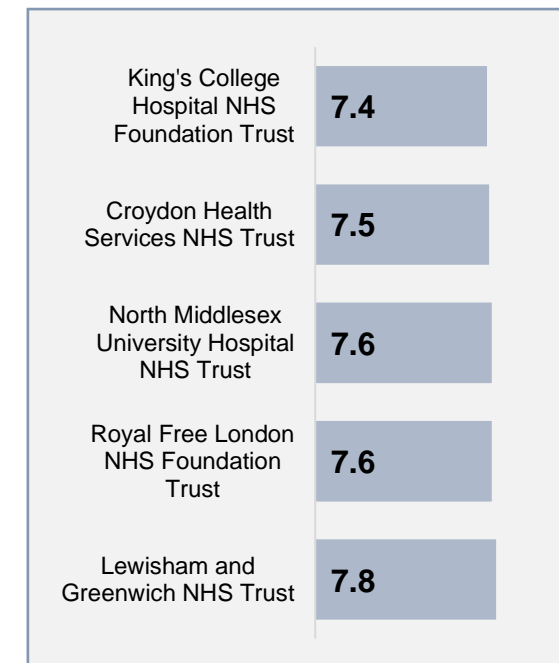 King's College
Hospital NHS
Foundation Trust
7.4
Croydon Health
Services NHS Trust
7.5
North Middlesex
University Hospital
NHS Trust
7.6
Royal Free London
NHS Foundation
Trust
7.6
Lewisham and
Greenwich NHS Trust
7.8